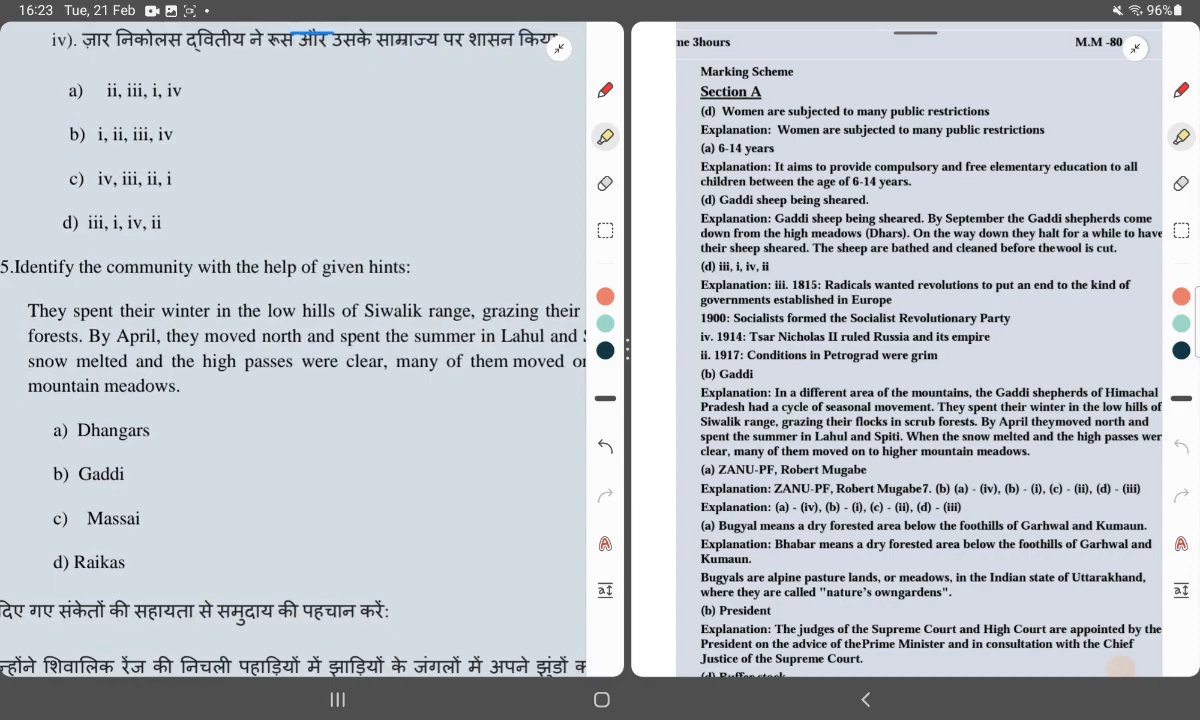 16:23 Tue, 21 Feb
96%
iv). ज़ार निकोलस द्वितीय ने रूस और उसके साम्राज्य पर शासन किया
a) ii, iii, i, iv
b) i, ii, iii, iv
c) iv, iii, ii, i
d) iii, i, iv, ii
5.Identify the community with the help of given hints:
They spent their winter in the low hills of Siwalik range, grazing their
forests. By April, they moved north and spent the summer in Lahul and
snow melted and the high passes were clear, many of them moved on
mountain meadows.
a) Dhangars
b) Gaddi
c) Massai
d) Raikas
दिए गए संकेतों की सहायता से समुदाय की पहचान करें:
न्होंने शिवालिक रेंज की निचली पहाड़ियों में झाड़ियों के जंगलों में अपने झुंडों क
me 3hours M.M -80
Marking Scheme
Section A
(d) Women are subjected to many public restrictions
Explanation: Women are subjected to many public restrictions
(a) 6-14 years
Explanation: It aims to provide compulsory and free elementary education to all
children between the age of 6-14 years.
(d) Gaddi sheep being sheared.
Explanation: Gaddi sheep being sheared. By September the Gaddi shepherds come
down from the high meadows (Dhars). On the way down they halt for a while to have
their sheep sheared. The sheep are bathed and cleaned before thewool is cut.
(d) iii, i, iv, ii
Explanation: iii. 1815: Radicals wanted revolutions to put an end to the kind of
governments established in Europe
1900: Socialists formed the Socialist Revolutionary Party
iv. 1914: Tsar Nicholas II ruled Russia and its empire
ii. 1917: Conditions in Petrograd were grim
(b) Gaddi
Explanation: In a different area of the mountains, the Gaddi shepherds of Himachal
Pradesh had a cycle of seasonal movement. They spent their winter in the low hills of
Siwalik range, grazing their flocks in scrub forests. By April theymoved north and
spent the summer in Lahul and Spiti. When the snow melted and the high passes wer
clear, many of them moved on to higher mountain meadows.
(a) ZANU-PF, Robert Mugabe
Explanation: ZANU-PF, Robert Mugabe7. (b) (a) - (iv), (b) - (i), (c) - (ii), (d) - (iii)
Explanation: (a) - (iv), (b) - (i), (c) - (ii), (d) - (iii)
(a) Bugyal means a dry forested area below the foothills of Garhwal and Kumaun.
Explanation: Bhabar means a dry forested area below the foothills of Garhwal and
Kumaun.
Bugyals are alpine pasture lands, or meadows, in the Indian state of Uttarakhand,
where they are called "nature's owngardens".
(b) President
Explanation: The judges of the Supreme Court and High Court are appointed by the
President on the advice of thePrime Minister and in consultation with the Chief
Justice of the Supreme Court.
(d) Buffer stock